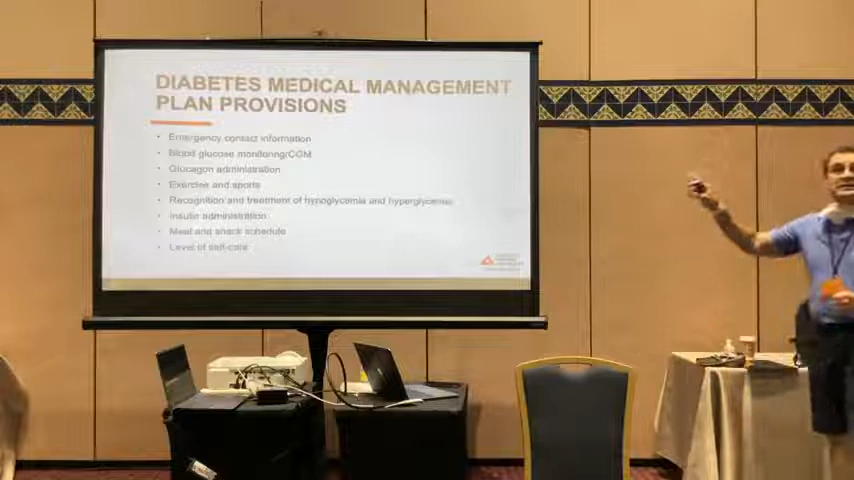 DIABETES MEDICAL MANAGEMENT
PLAN PROVISIONS
• Emergency contact information
• Blood glucose monitoring/CGM
• Glucagon administration
• Exercise and sports
• Recognition and treatment of hypoglycemia and hyperglycemia
• Insulin administration
• Meal and snack schedule
• Level of self-care